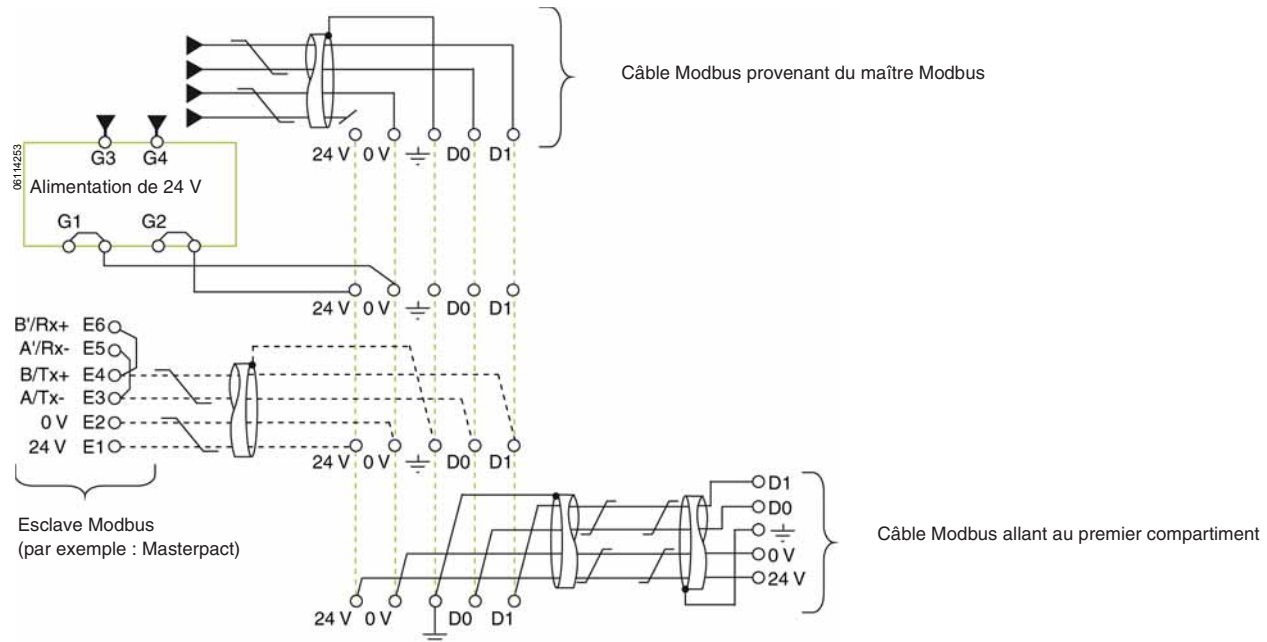 Câble Modbus provenant du maître Modbus
24 V 0 V D0 D1
06114253
G3 G4
Alimentation de 24 V
G1 G2
24 V 0 V D0 D1
B'/Rx+ E6
A'/Rx- E5
B/Tx+ E4
A/Tx- E3
0 V E2
24 V E1
24 V 0 V D0 D1
Esclave Modbus
(par exemple : Masterpact)
D1
D0
0 V
24 V
Câble Modbus allant au premier compartiment
24 V 0 V D0 D1